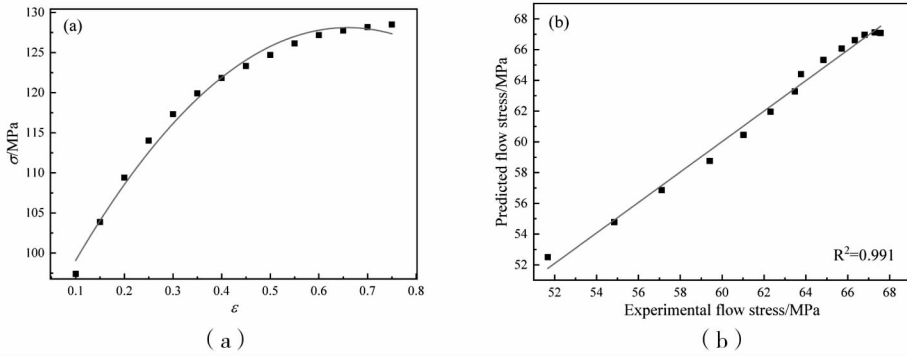 (a)
130
125
120
115
110
105
100
σ/MPa
0.1 0.2 0.3 0.4 0.5 0.6 0.7 0.8
ε
(a)
(b)
68
66
64
62
60
58
56
54
52
Predicted flow stress/MPa
R²=0.991
52 54 56 58 60 62 64 66 68
Experimental flow stress/MPa
(b)